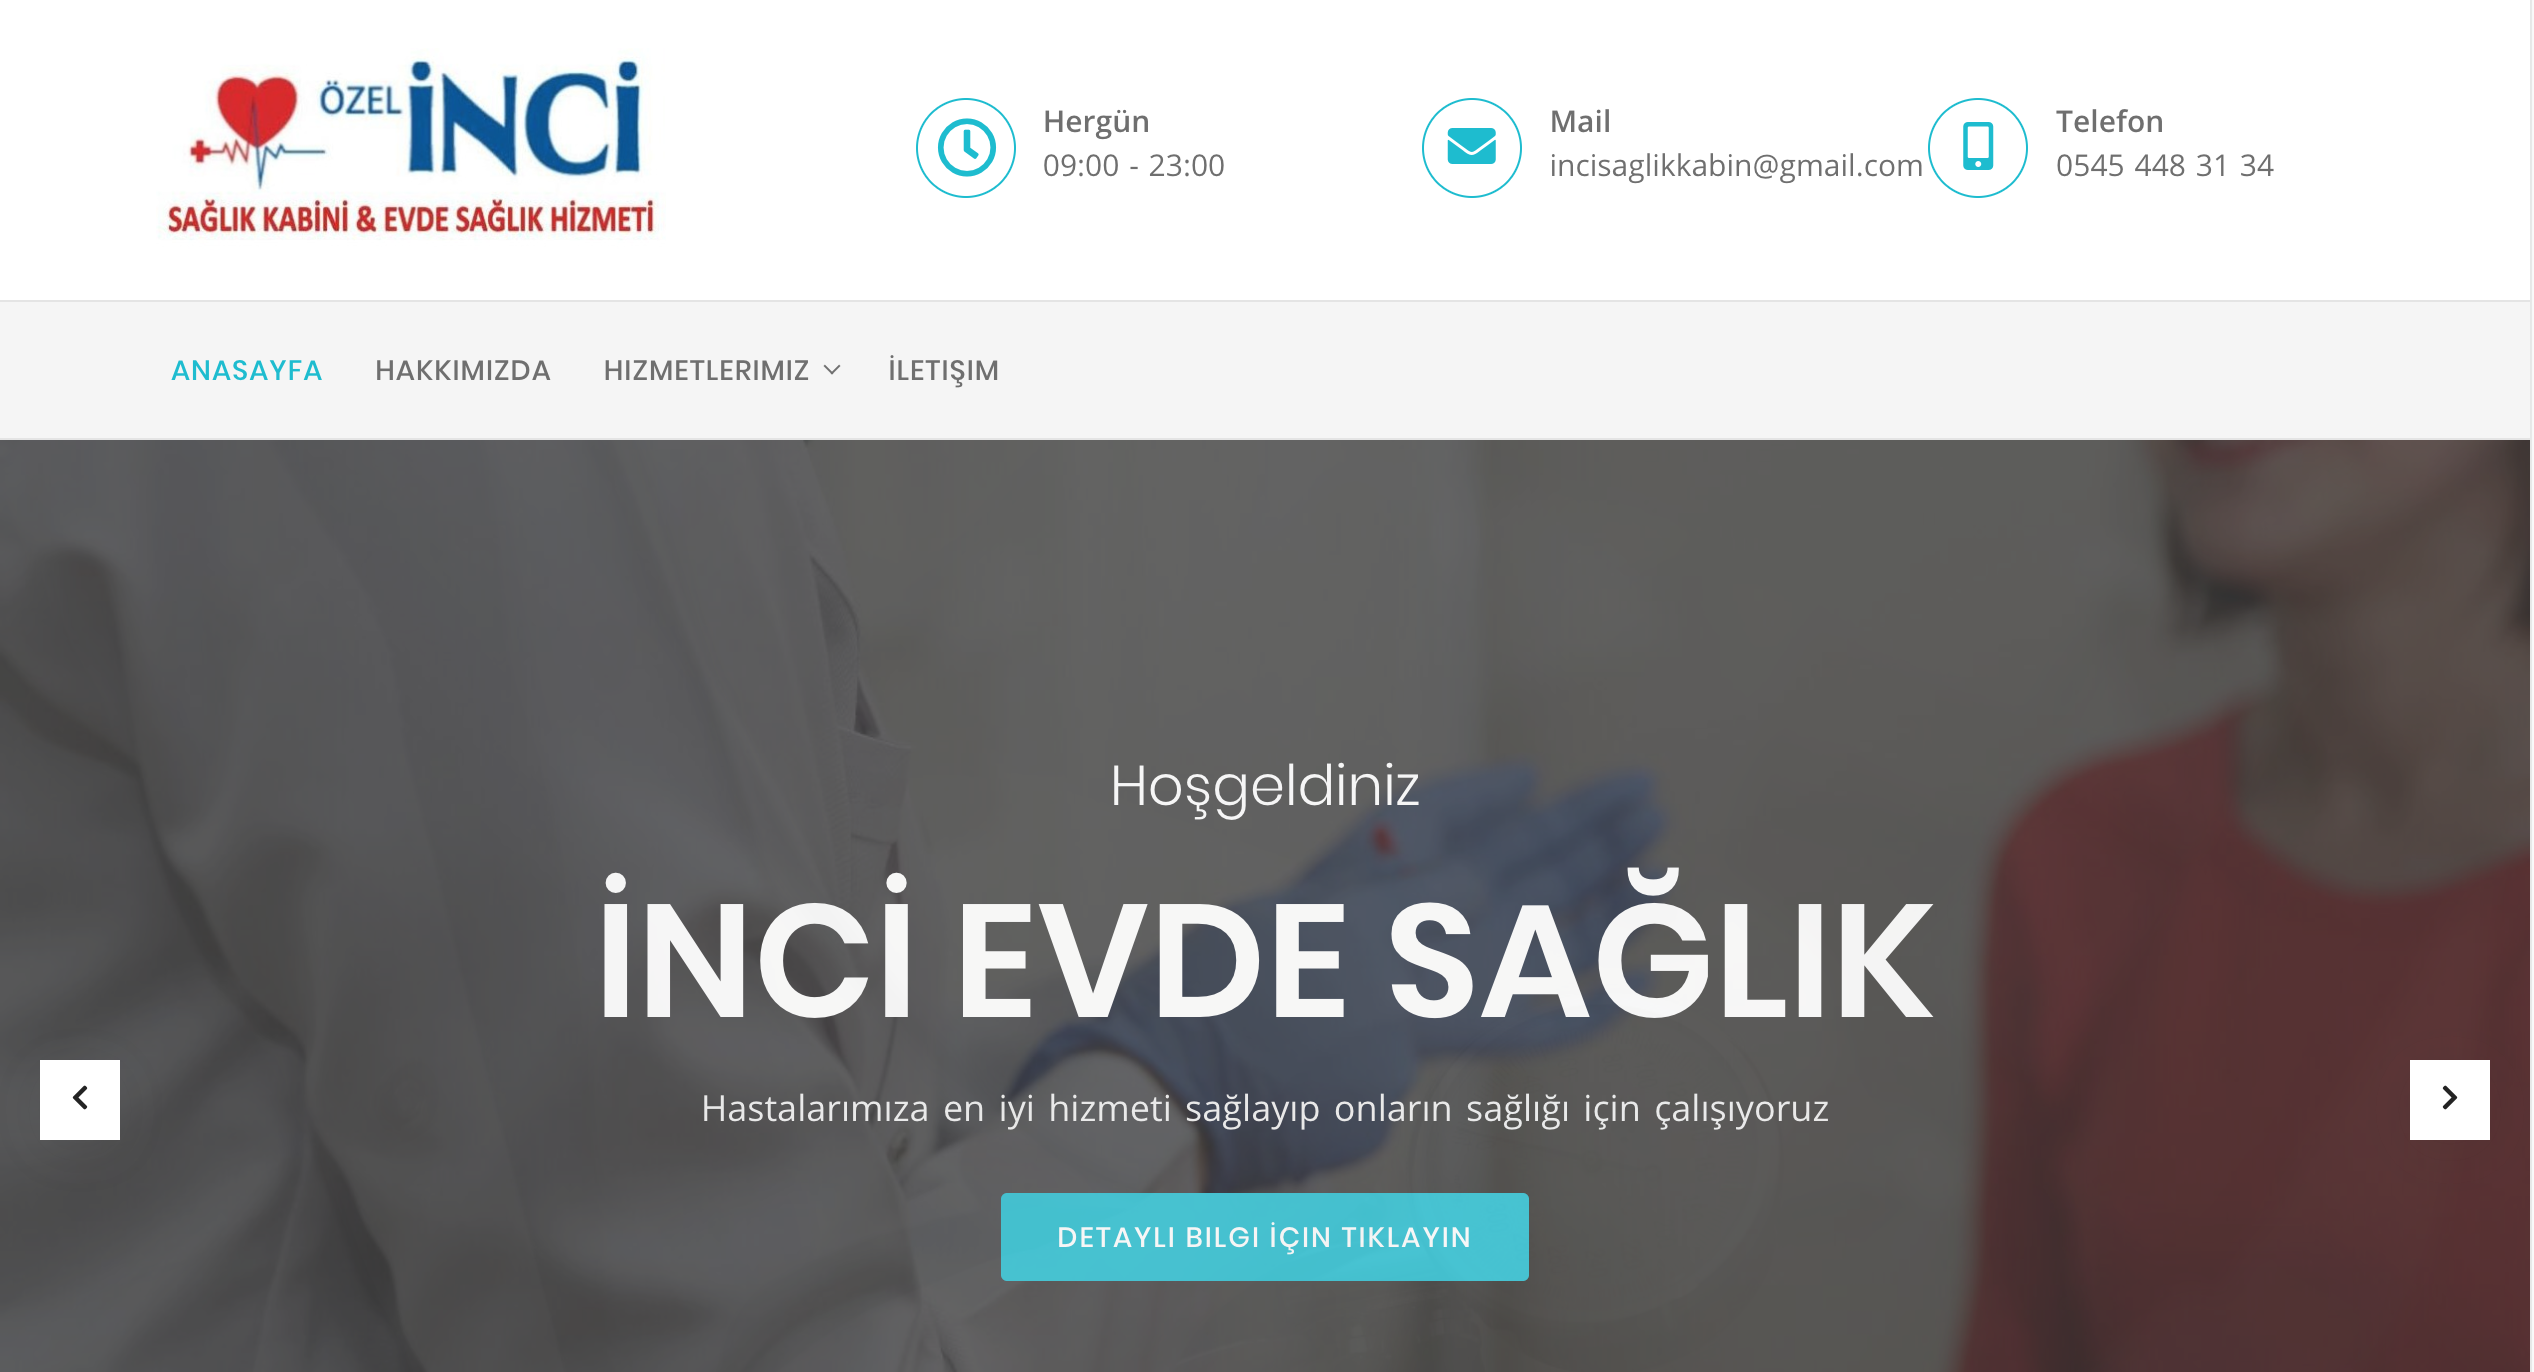 ÖZEL İNCİ
SAĞLIK KABİNİ & EVDE SAĞLIK HİZMETİ
Hergün
09:00 - 23:00
Mail
incisaglikkabin@gmail.com
Telefon
0545 448 31 34
ANASAYFA HAKKIMIZDA HIZMETLERIMIZ İLETIŞIM
Hoşgeldiniz
İNCİ EVDE SAĞLIK
Hastalarımıza en iyi hizmeti sağlayıp onların sağlığı için çalışıyoruz
DETAYLI BILGI İÇIN TIKLAYIN